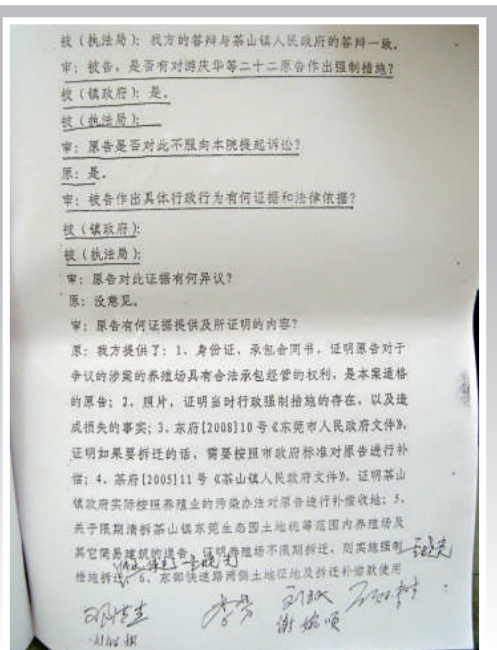 被（执法局）：我方的答辩与茶山镇人民政府的答辩一致。
审：被告，是否有对游庆华等二十二原告作出强制措施？
被（镇政府）：是。
被（执法局）：
审：原告是否对此不服向本院提起诉讼？
原：是。
审：被告作出具体行政行为有何证据和法律依据？
被（镇政府）：
被（执法局）：
审：原告对此证据有何异议？
原：没意见。
审：原告有何证据提供及所证明的内容？
原：我方提供了：1、身份证，承包合同书，证明原告对于
争议的涉案的养殖场具有合法承包经营的权利，是本案适格
的原告；2、照片，证明当时行政强制措施的存在，以及造
成损失的事实；3、东府[2008]10号《东莞市人民政府文件》，
证明如果要拆迁的话，需要按照市政府标准对原告进行补
偿；4、茶府[2005]11号《茶山镇人民政府文件》，证明茶山
镇政府实际按照养殖业的污染办法对原告进行补偿收地；5、
关于限期清拆茶山镇东莞生态园土地统筹范围内养殖场及
其它简易建筑的通告，证明养殖场不限期拆迁，则实施强制
措施拆迁；6、东部快速路两侧土地征地及拆迁补偿款使用